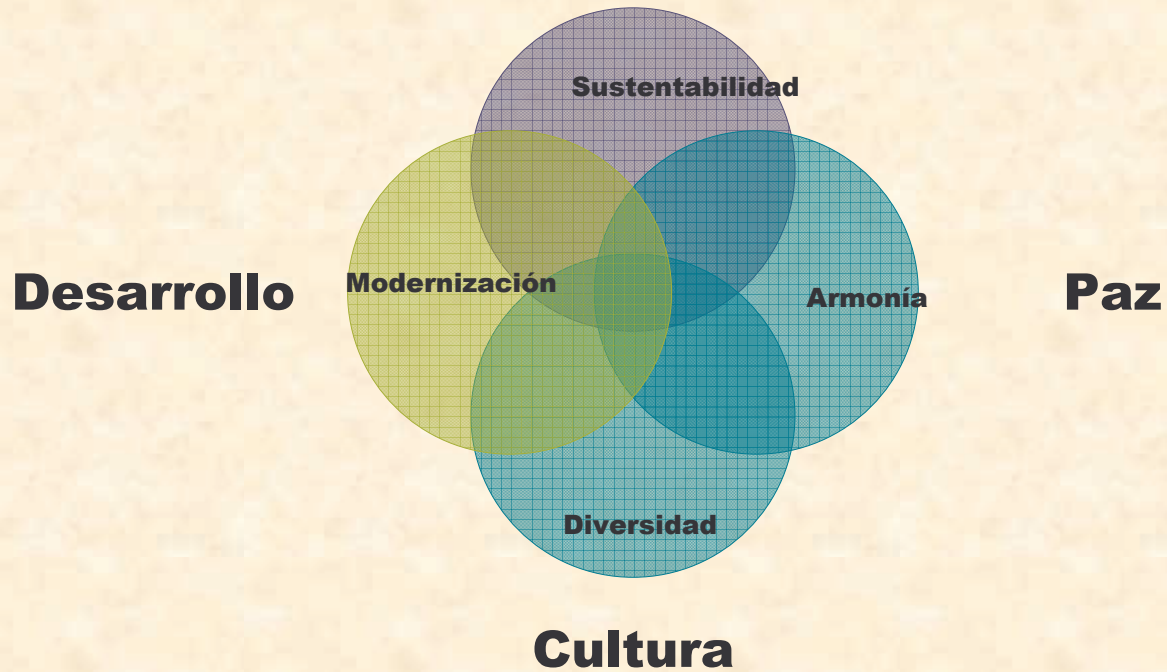 Sustentabilidad
Desarrollo
Modernización
Armonía
Paz
Diversidad
Cultura